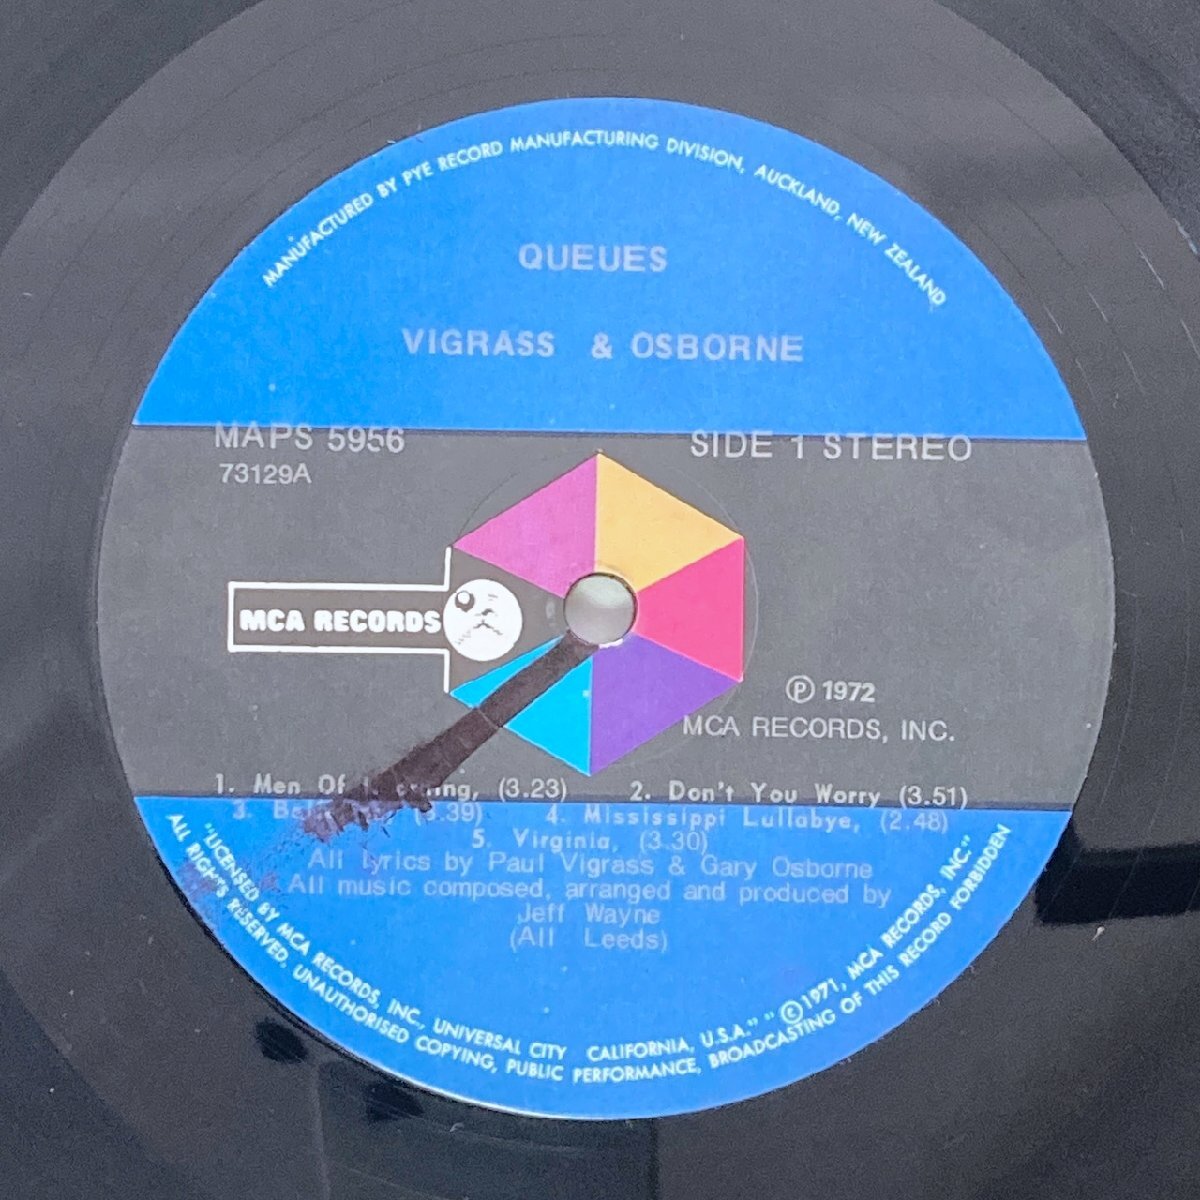 MANUFACTURED BY PYE RECORD MANUFACTURING DIVISION, AUCKLAND, NEW ZEALAND
QUEUES
VIGRASS & OSBORNE
MAPS 5956
SIDE 1 STEREO
73129A
MCA RECORDS
℗ 1972
MCA RECORDS, INC.
1. Men Of (3.23) 2. Don't You Worry (3.51)
3. 4. Mississippi Lullabye, (2.48)
5. Virginia, (3.30)
All lyrics by Paul Vigrass & Gary Osborne
All music composed, arranged and produced by
Jeff Wayne
(All Leeds)
"LICENSED BY MCA RECORDS, INC., UNIVERSAL CITY CALIFORNIA, U.S.A." "©1971, MCA RECORDS, INC."
ALL RIGHTS RESERVED. UNAUTHORISED COPYING, PUBLIC PERFORMANCE, BROADCASTING OF THIS RECORD FORBIDDEN